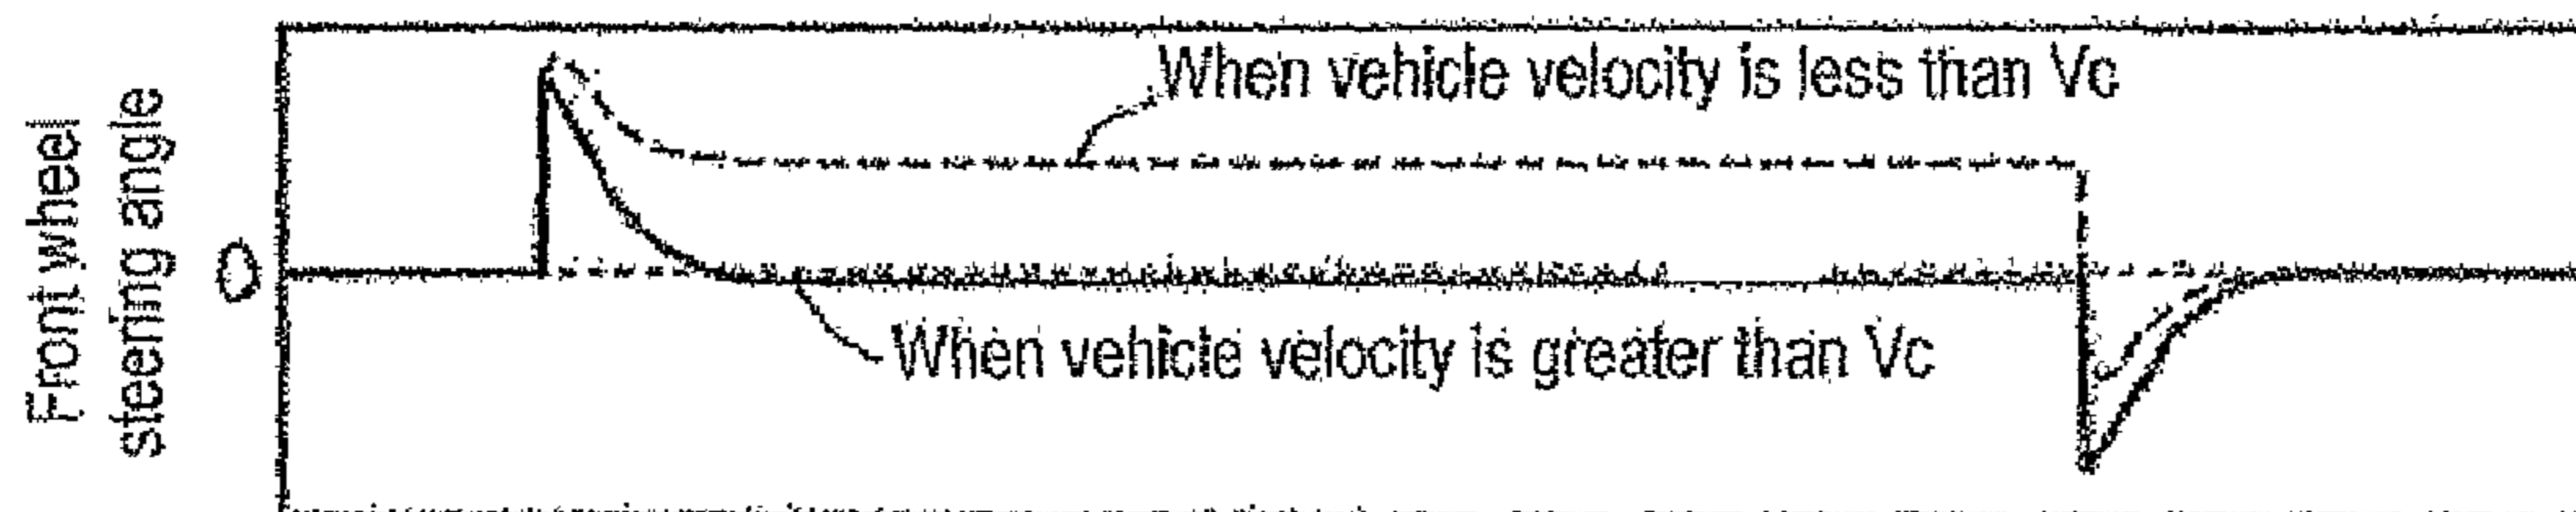 Front wheel
steering angle
0
When vehicle velocity is less than Vc
When vehicle velocity is greater than Vc